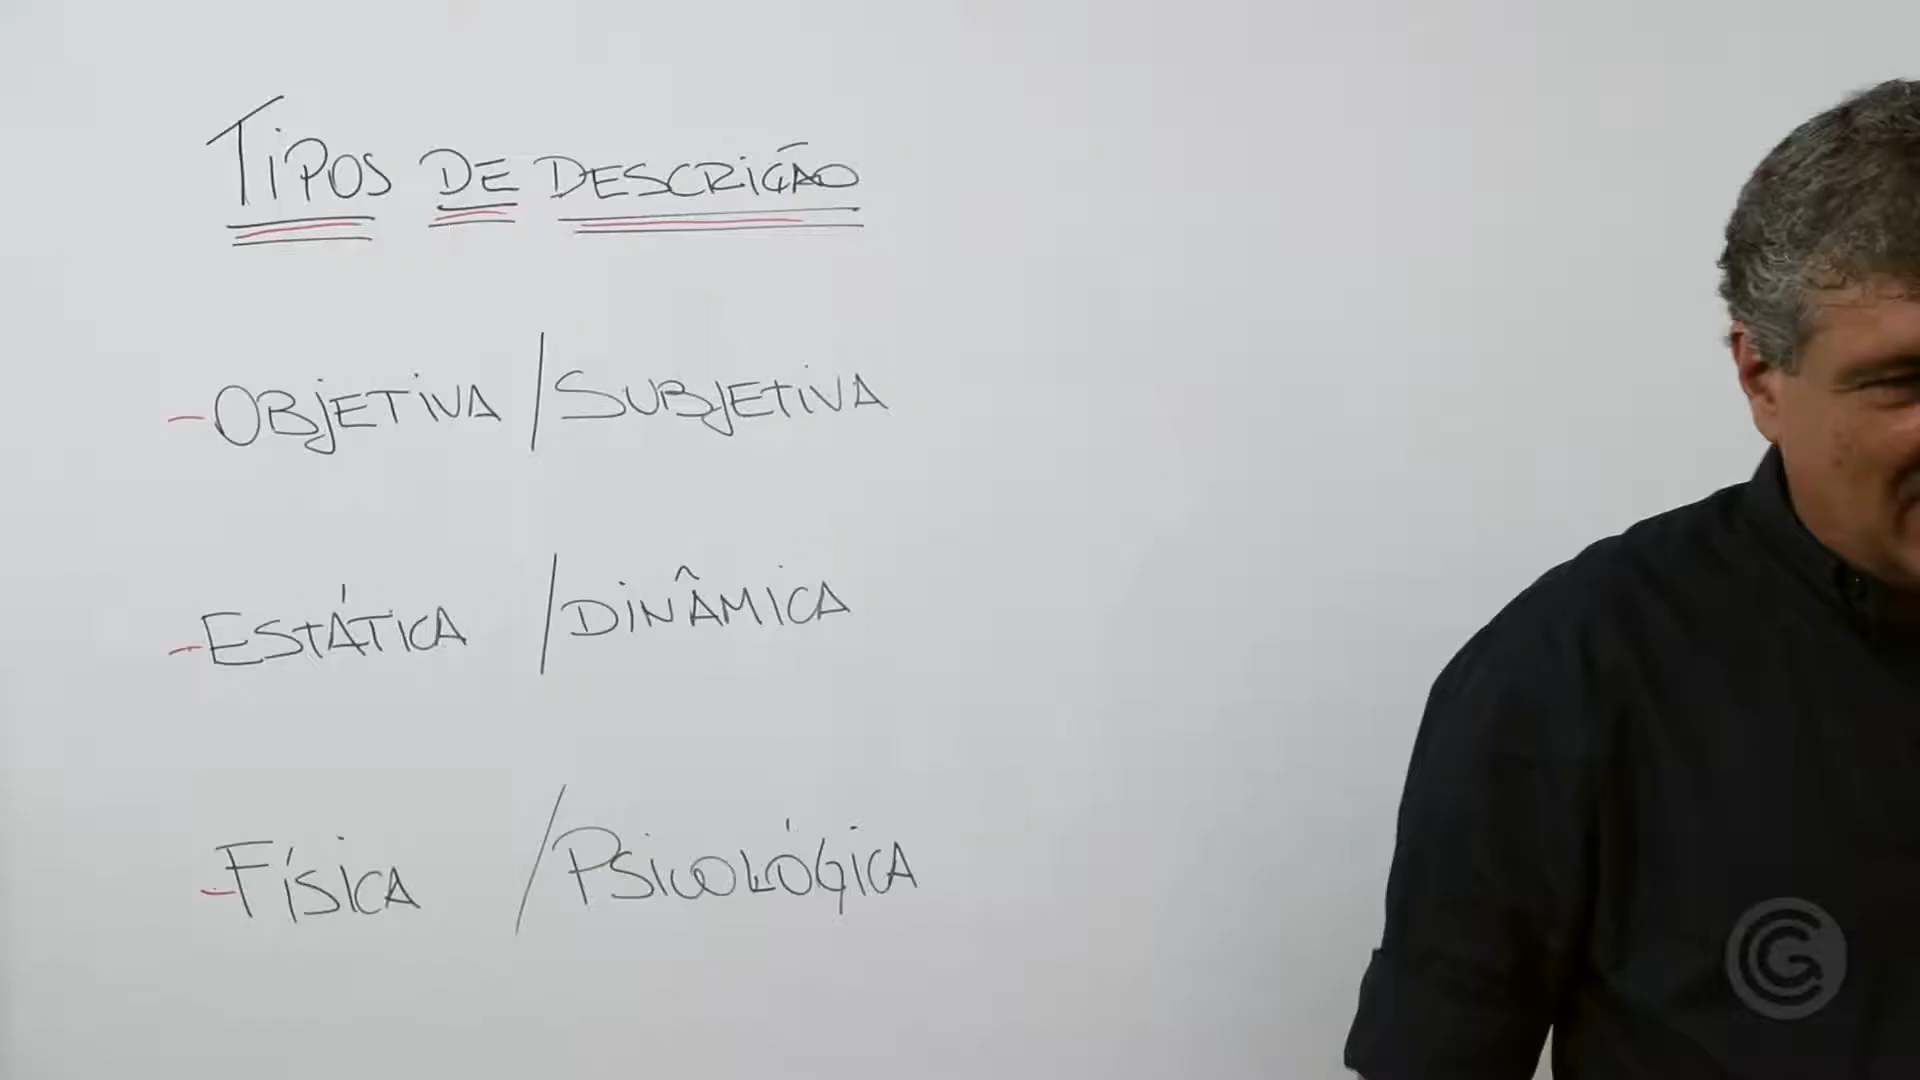 TIPOS DE DESCRIÇÃO
-OBJETIVA / SUBJETIVA
-ESTÁTICA / DINÂMICA
-FÍSICA / PSICOLÓGICA